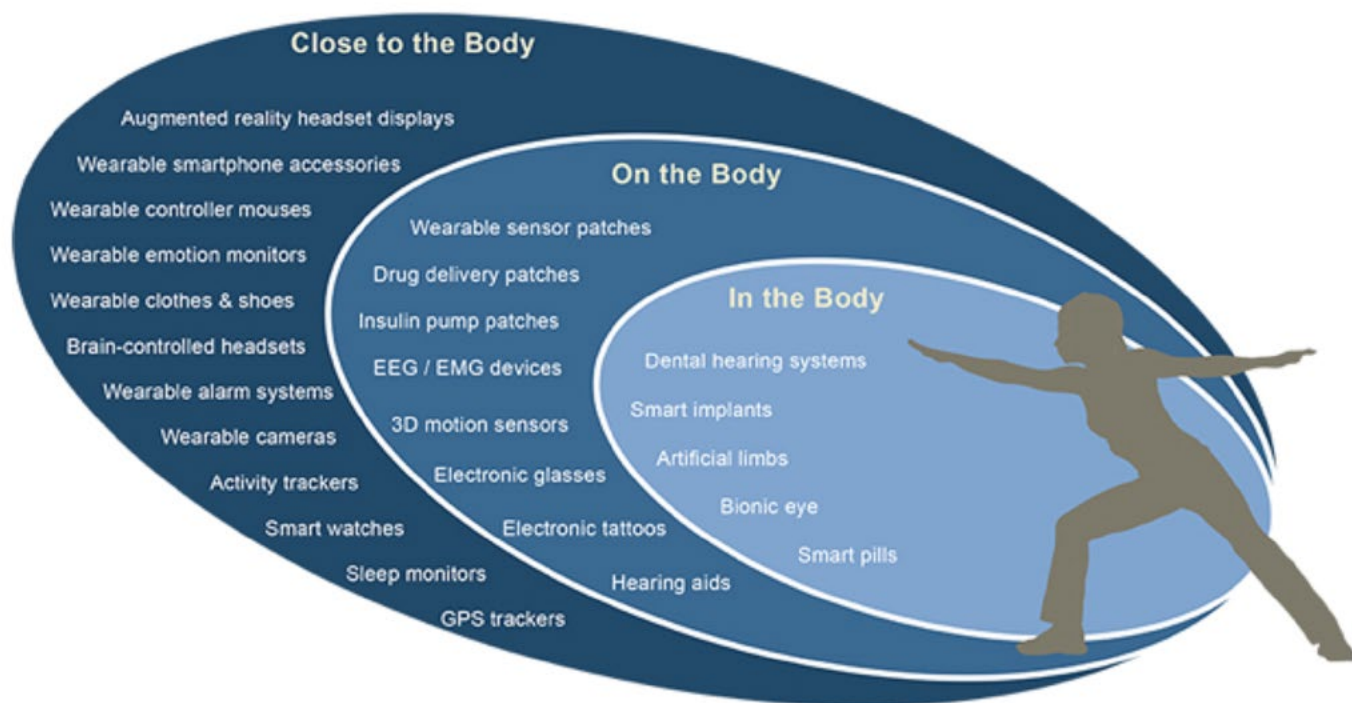 Close to the Body
Augmented reality headset displays
Wearable smartphone accessories
Wearable controller mouses
Wearable emotion monitors
Wearable clothes & shoes
Brain-controlled headsets
Wearable alarm systems
Wearable cameras
Activity trackers
Smart watches
Sleep monitors
GPS trackers
On the Body
Wearable sensor patches
Drug delivery patches
Insulin pump patches
EEG / EMG devices
3D motion sensors
Electronic glasses
Electronic tattoos
Hearing aids
In the Body
Dental hearing systems
Smart implants
Artificial limbs
Bionic eye
Smart pills